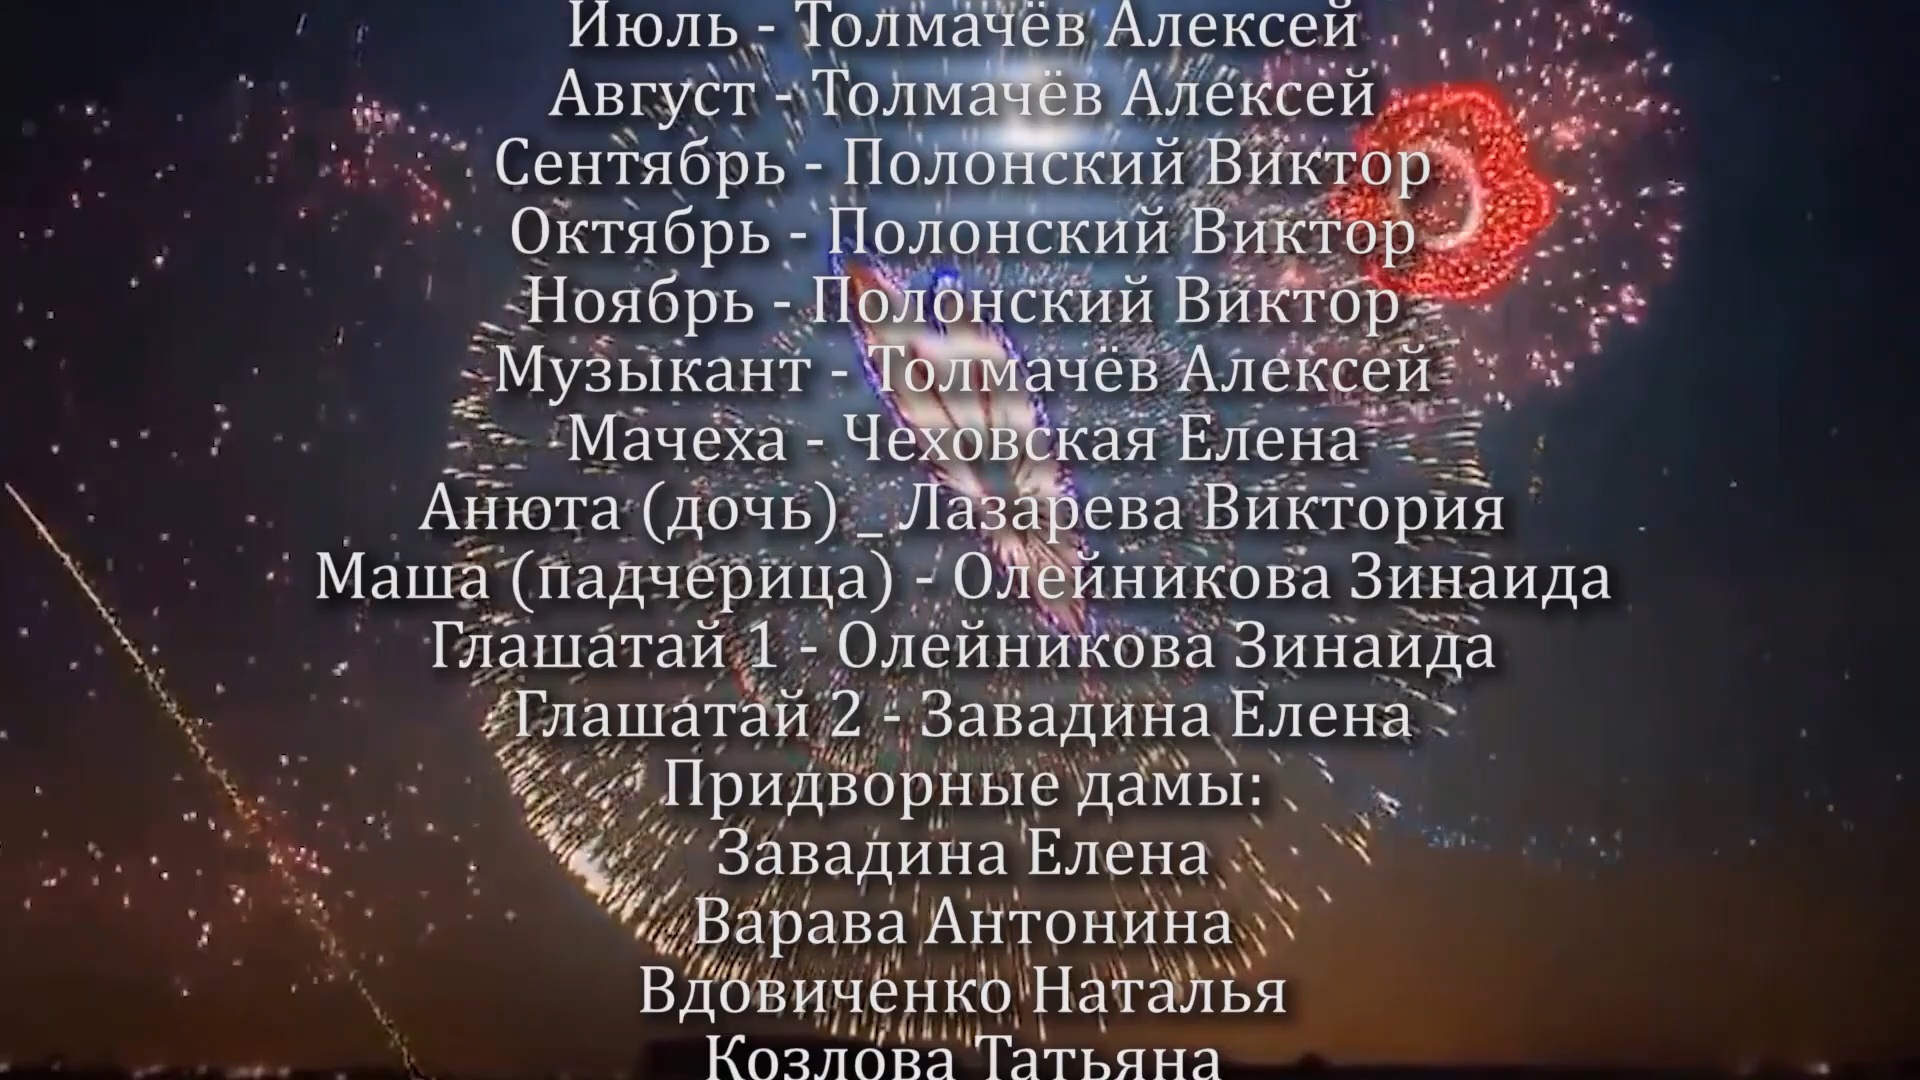 Июль - Толмачёв Алексей
Август - Толмачёв Алексей
Сентябрь - Полонский Виктор
Октябрь - Полонский Виктор
Ноябрь - Полонский Виктор
Музыкант - Толмачёв Алексей
Мачеха - Чеховская Елена
Анюта (дочь) _ Лазарева Виктория
Маша (падчерица) - Олейникова Зинаида
Глашатай 1 - Олейникова Зинаида
Глашатай 2 - Завадина Елена
Придворные дамы:
Завадина Елена
Варава Антонина
Вдовиченко Наталья
Козлова Татьяна